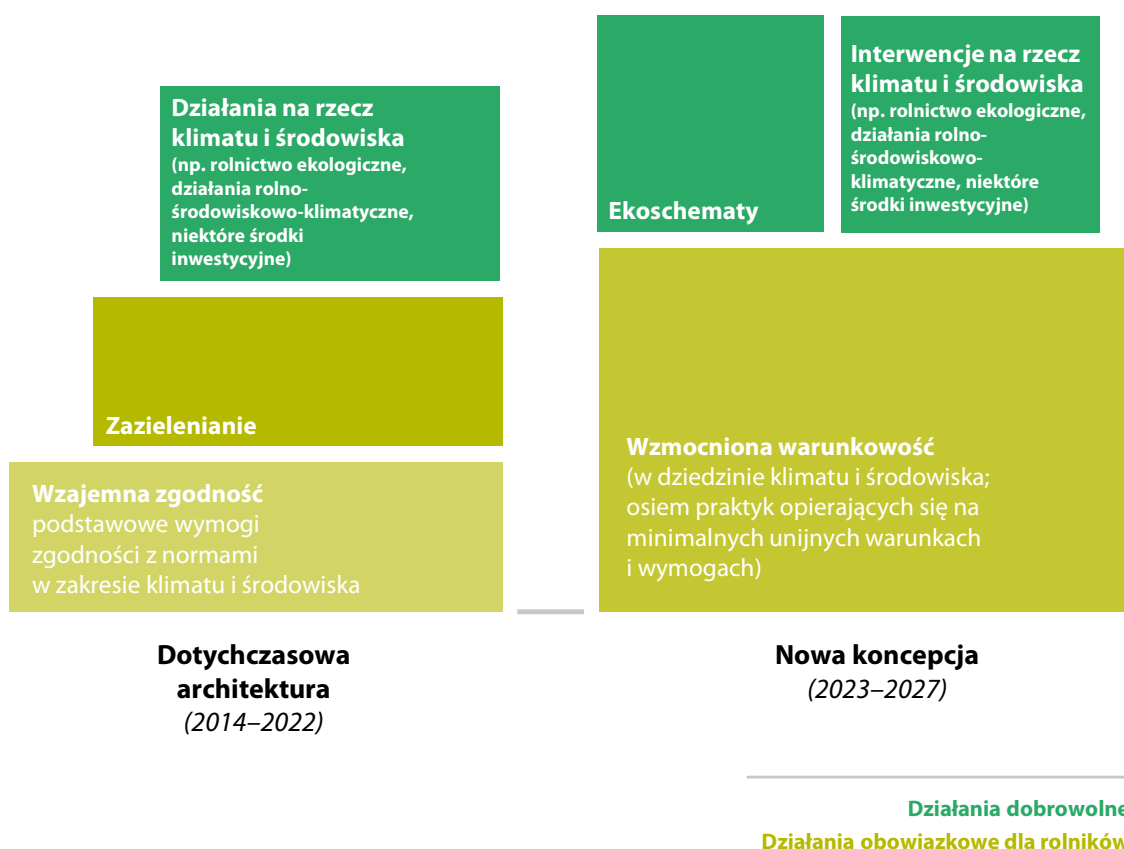 Działania na rzecz
klimatu i środowiska
(np. rolnictwo ekologiczne,
działania rolno-
środowiskowo-klimatyczne,
niektóre środki
inwestycyjne)
Zazielenianie
Wzajemna zgodność
podstawowe wymogi
zgodności z normami
w zakresie klimatu i środowiska
Dotychczasowa
architektura
(2014–2022)
Ekoschematy
Interwencje na rzecz
klimatu i środowiska
(np. rolnictwo ekologiczne,
działania rolno-
środowiskowo-
klimatyczne, niektóre
środki inwestycyjne)
Wzmocniona warunkowość
(w dziedzinie klimatu i środowiska;
osiem praktyk opierających się na
minimalnych unijnych warunkach
i wymogach)
Nowa koncepcja
(2023–2027)
Działania dobrowolne
Działania obowiazkowe dla rolników